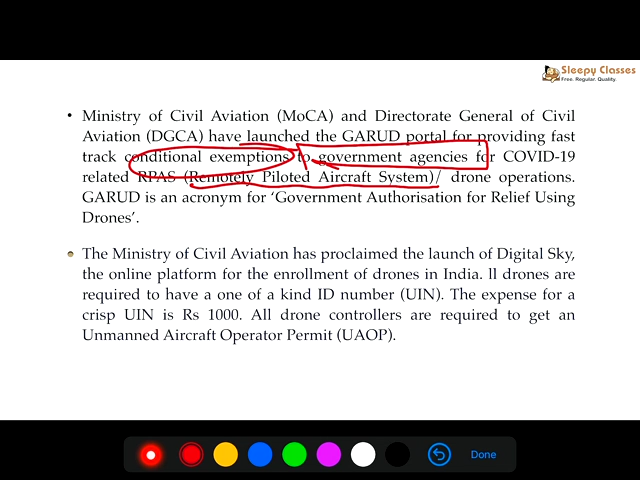 Sleepy Classes
Free. Regular. Quality.
• Ministry of Civil Aviation (MoCA) and Directorate General of Civil
Aviation (DGCA) have launched the GARUD portal for providing fast
track conditional exemptions to government agencies for COVID-19
related RPAS (Remotely Piloted Aircraft System)/ drone operations.
GARUD is an acronym for ‘Government Authorisation for Relief Using
Drones’.
• The Ministry of Civil Aviation has proclaimed the launch of Digital Sky,
the online platform for the enrollment of drones in India. ll drones are
required to have a one of a kind ID number (UIN). The expense for a
crisp UIN is Rs 1000. All drone controllers are required to get an
Unmanned Aircraft Operator Permit (UAOP).
Done